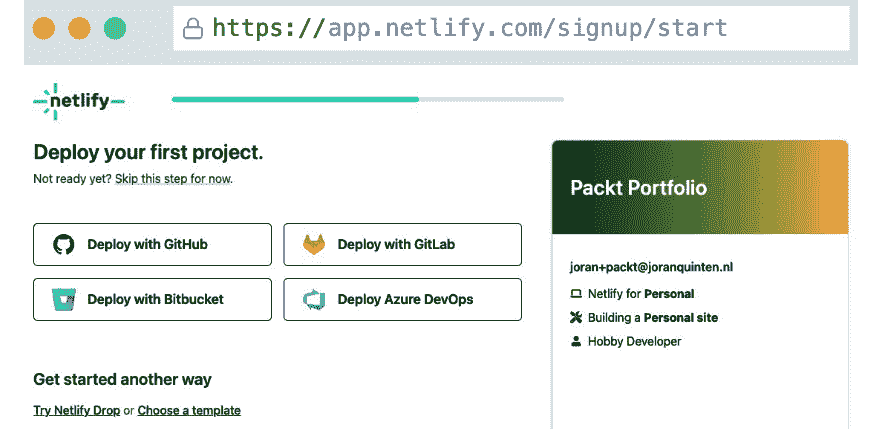 https://app.netlify.com/signup/start
netlify
Deploy your first project.
Not ready yet? Skip this step for now.
Deploy with GitHub
Deploy with GitLab
Deploy with Bitbucket
Deploy Azure DevOps
Get started another way
Try Netlify Drop or Choose a template
Packt Portfolio
joran+packt@joranquinten.nl
Netlify for Personal
Building a Personal site
Hobby Developer